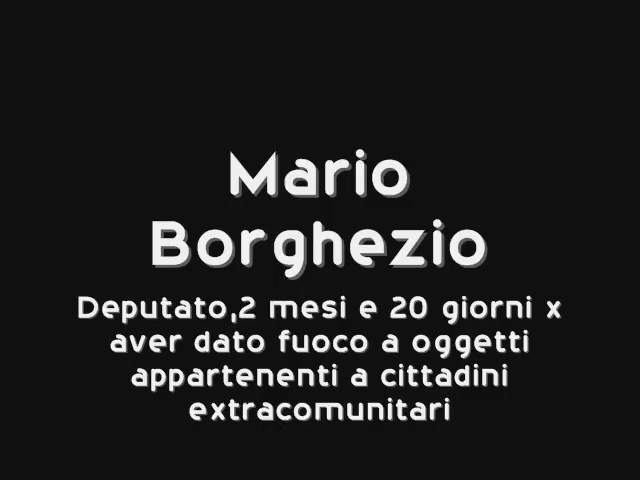 Mario
Borghezio
Deputato,2 mesi e 20 giorni x
aver dato fuoco a oggetti
appartenenti a cittadini
extracomunitari